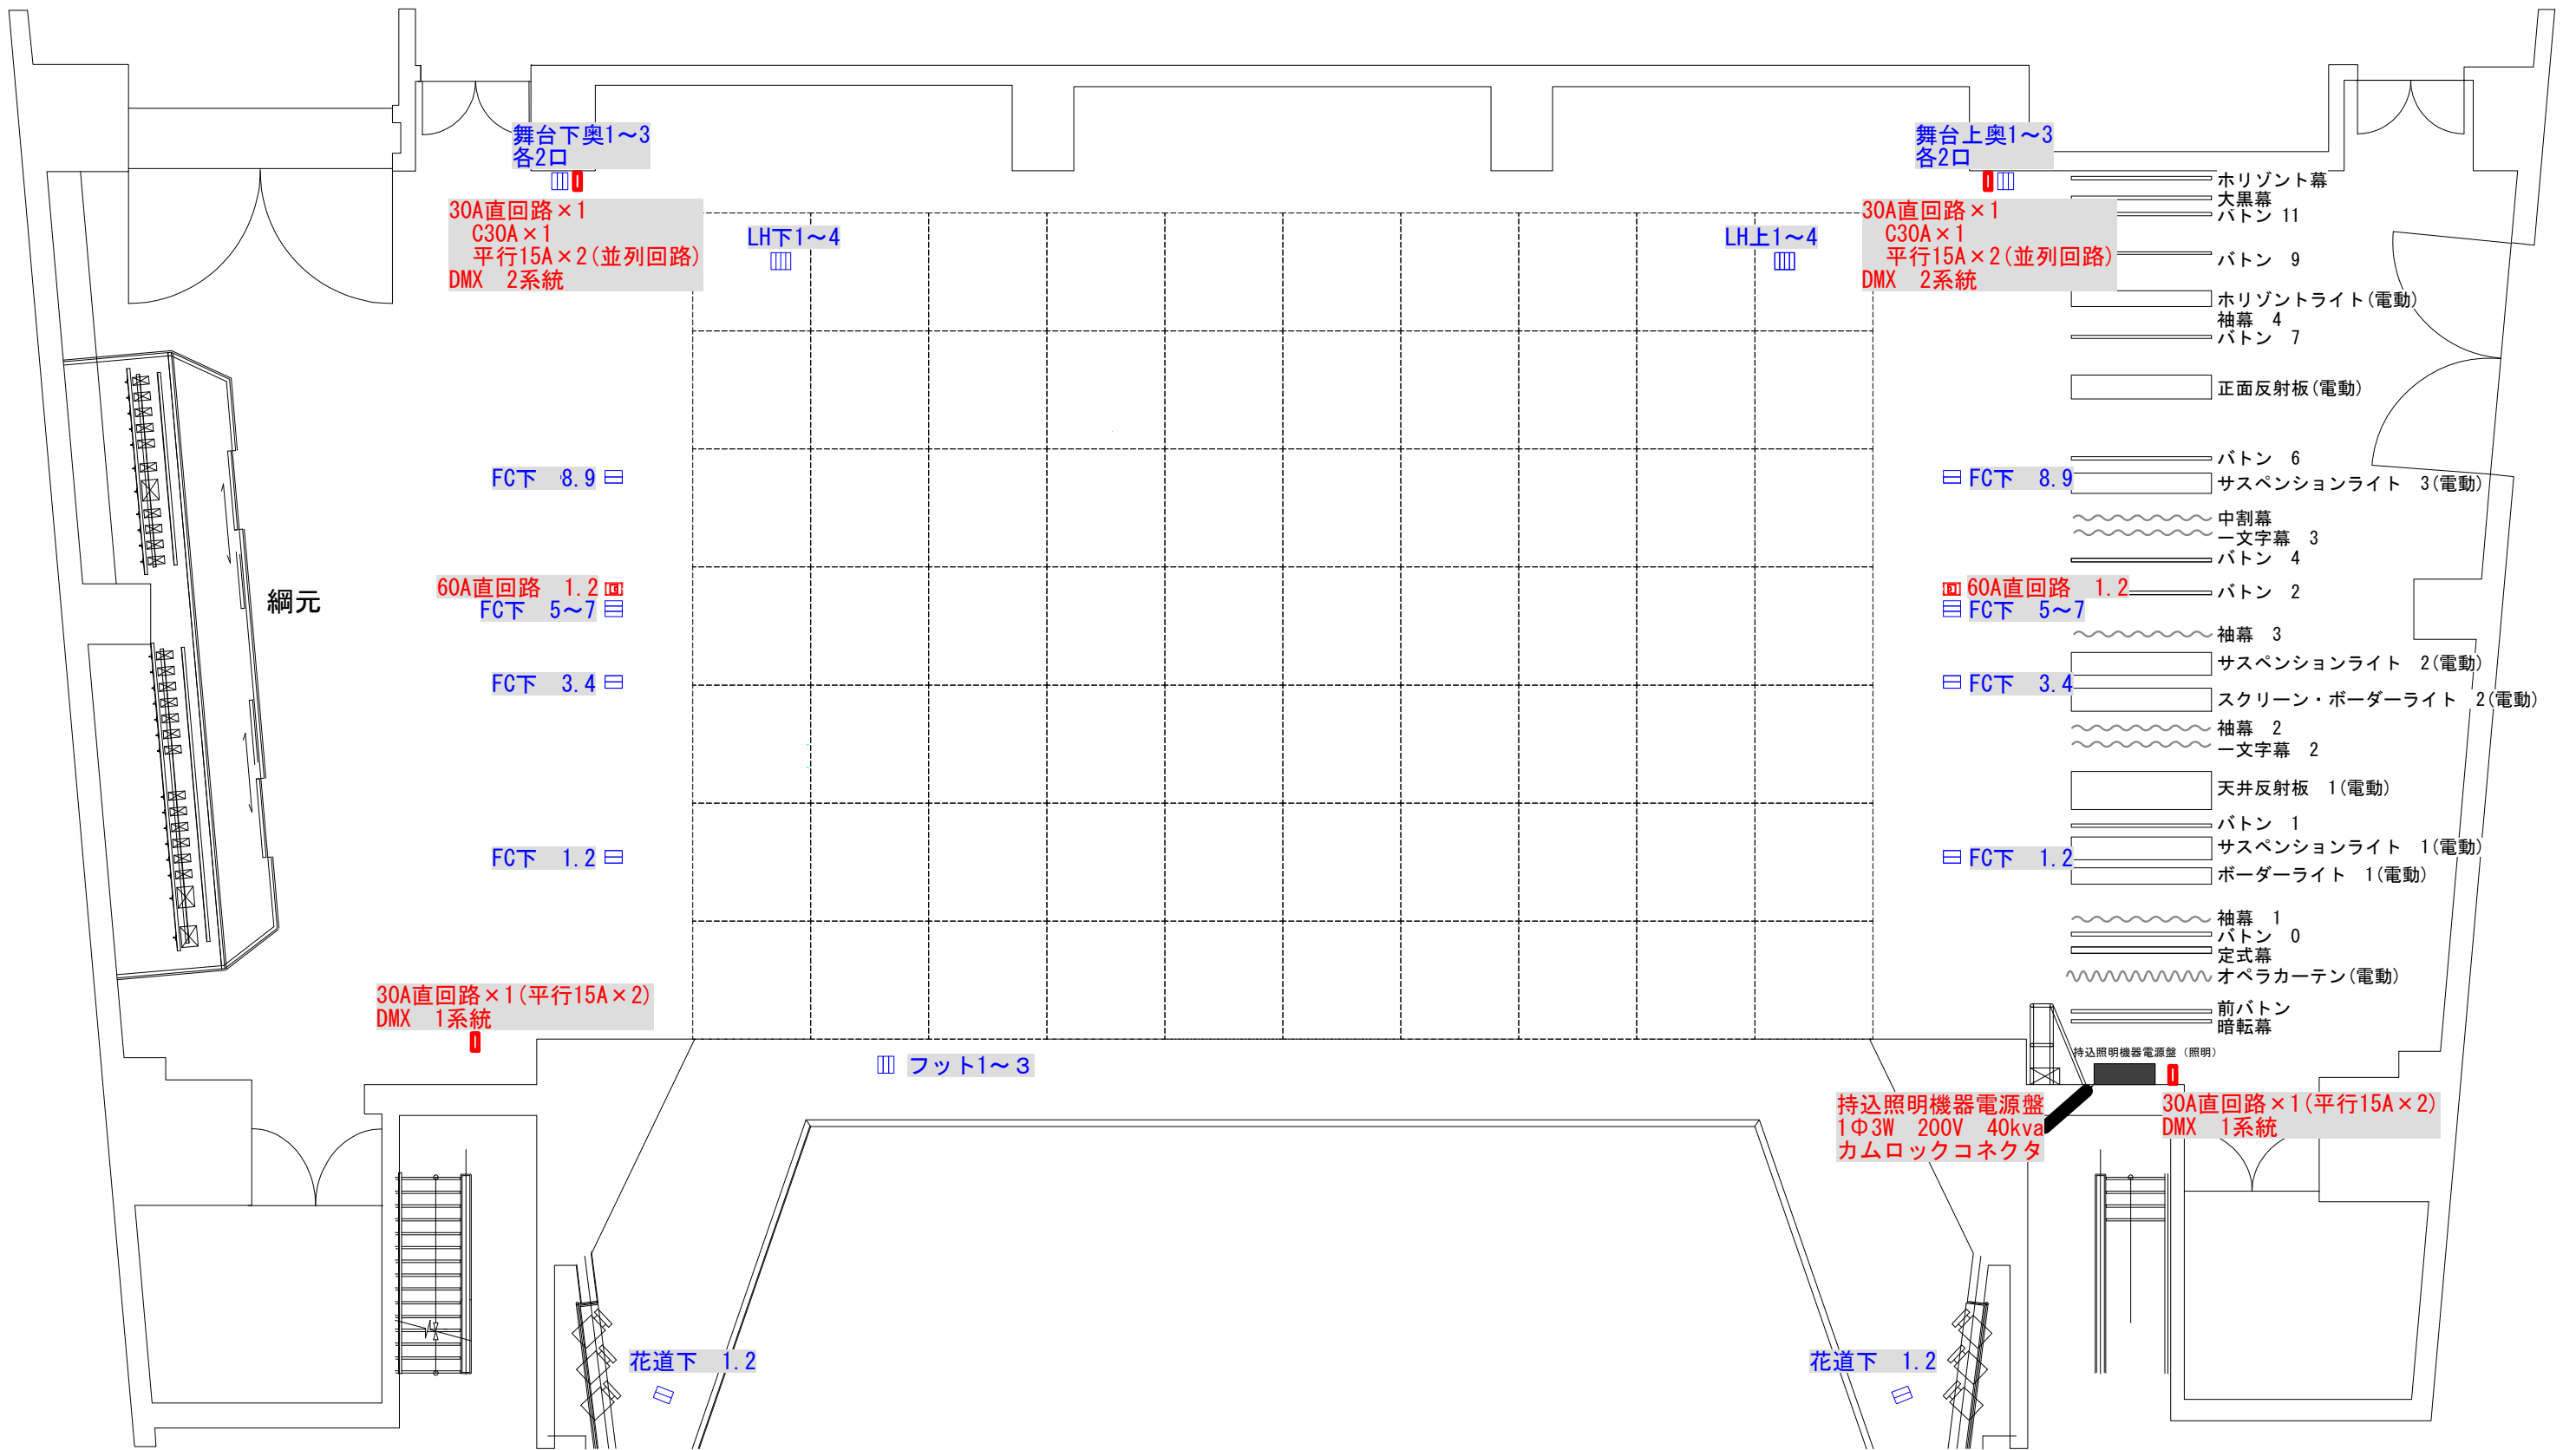 舞台下奥1～3
各2口
30A直回路×1
C30A×1
平行15A×2(並列回路)
DMX 2系統
LH下1～4
LH上1～4
舞台上奥1～3
各2口
30A直回路×1
C30A×1
平行15A×2(並列回路)
DMX 2系統
ホリゾント幕
大黒幕
バトン 11
バトン 9
ホリゾントライト(電動)
袖幕 4
バトン 7
正面反射板(電動)
バトン 6
サスペンションライト 3(電動)
中割幕
一文字幕 3
バトン 4
バトン 2
袖幕 3
サスペンションライト 2(電動)
スクリーン・ボーダーライト 2(電動)
袖幕 2
一文字幕 2
天井反射板 1(電動)
バトン 1
サスペンションライト 1(電動)
ボーダーライト 1(電動)
袖幕 1
バトン 0
定式幕
オペラカーテン(電動)
前バトン
暗転幕
FC下 8.9
60A直回路 1.2
FC下 5～7
綱元
FC下 3.4
FC下 1.2
FC下 8.9
60A直回路 1.2
FC下 5～7
FC下 3.4
FC下 1.2
30A直回路×1(平行15A×2)
DMX 1系統
フット1～3
持込照明機器電源盤（照明）
持込照明機器電源盤
1Φ3W 200V 40kva
カムロックコネクタ
30A直回路×1(平行15A×2)
DMX 1系統
花道下 1.2
花道下 1.2